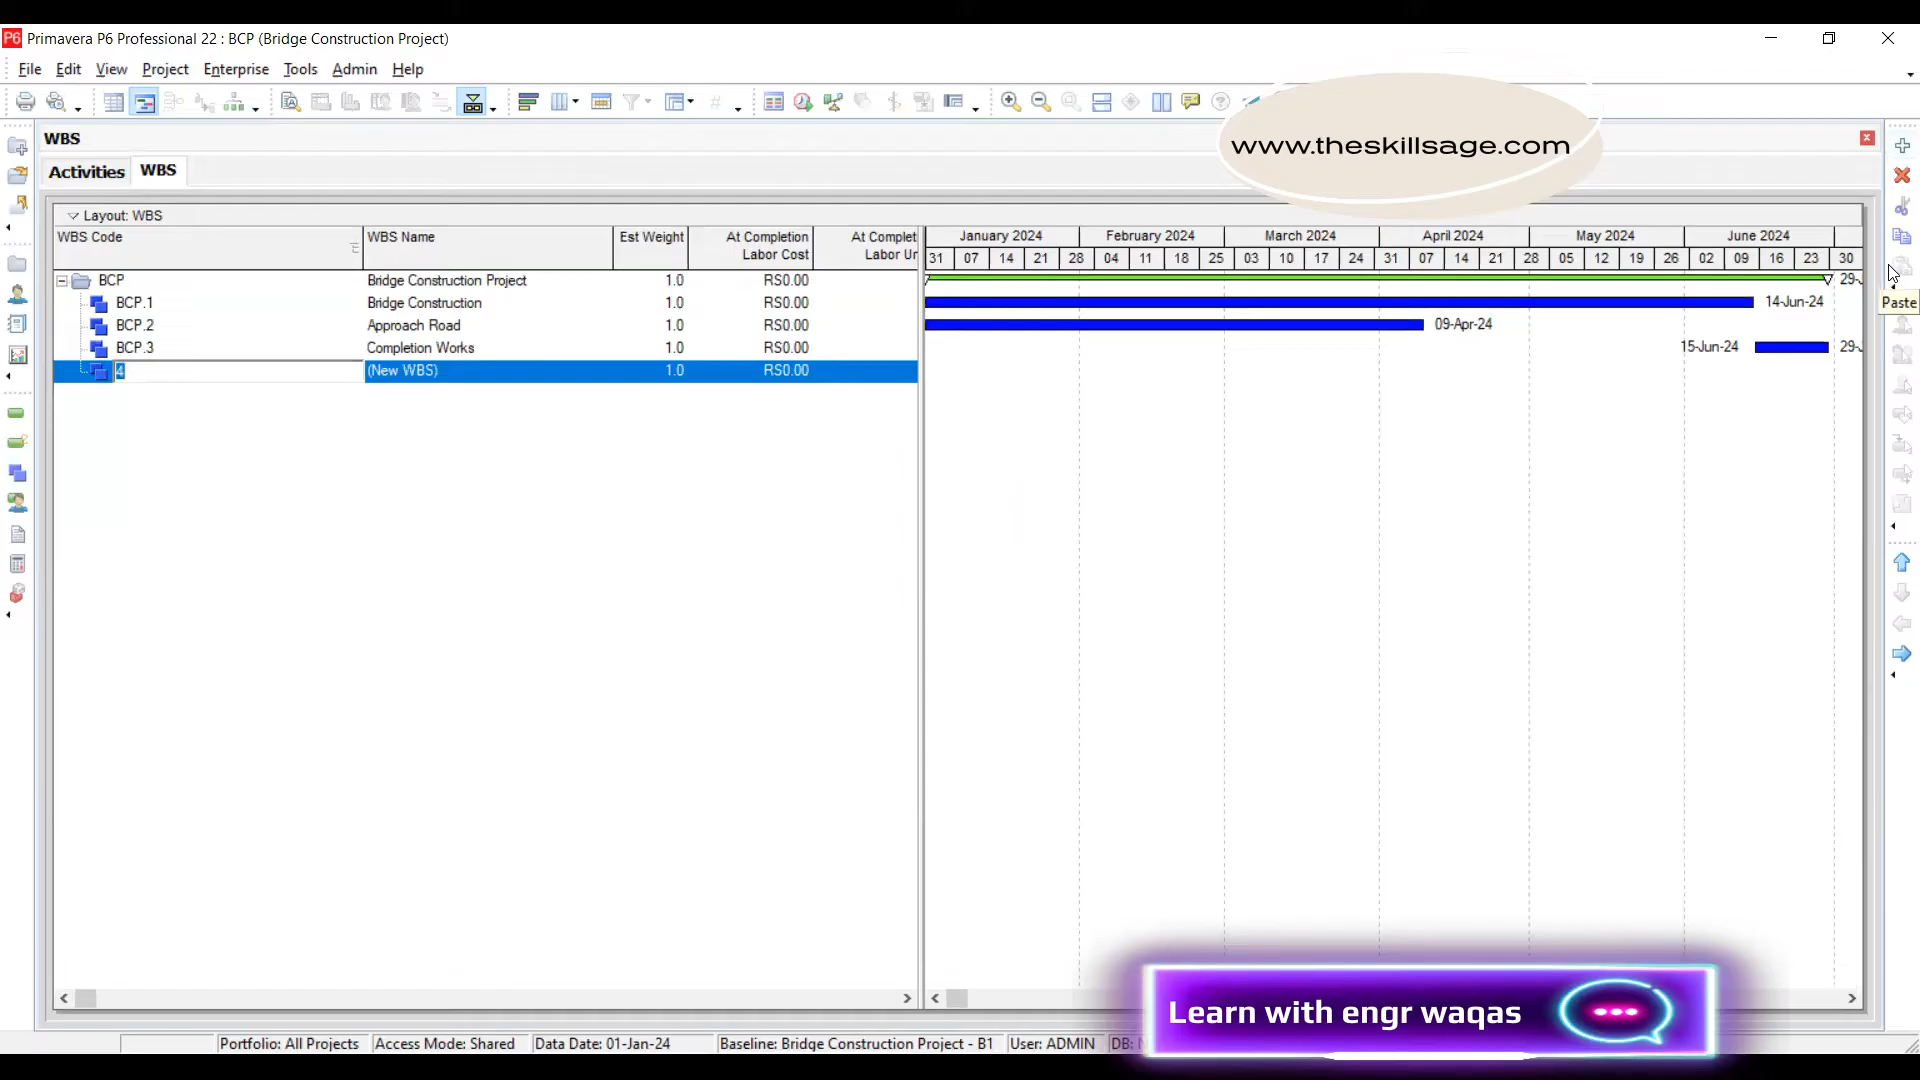 Primavera P6 Professional 22 : BCP (Bridge Construction Project)
File Edit View Project Enterprise Tools Admin Help
www.theskillsage.com
WBS
Activities WBS
Layout: WBS
WBS Code WBS Name Est Weight At Completion Labor Cost At Complet Labor Ur
January 2024 February 2024 March 2024 April 2024 May 2024 June 2024
31 07 14 21 28 04 11 18 25 03 10 17 24 31 07 14 21 28 05 12 19 26 02 09 16 23 30
BCP Bridge Construction Project 1.0 RS0.00 29-J
BCP.1 Bridge Construction 1.0 RS0.00 14-Jun-24
BCP.2 Approach Road 1.0 RS0.00 09-Apr-24
BCP.3 Completion Works 1.0 RS0.00 15-Jun-24 29-J
4 (New WBS) 1.0 RS0.00
Paste
Learn with engr waqas
Portfolio: All Projects Access Mode: Shared Data Date: 01-Jan-24 Baseline: Bridge Construction Project - B1 User: ADMIN DB: